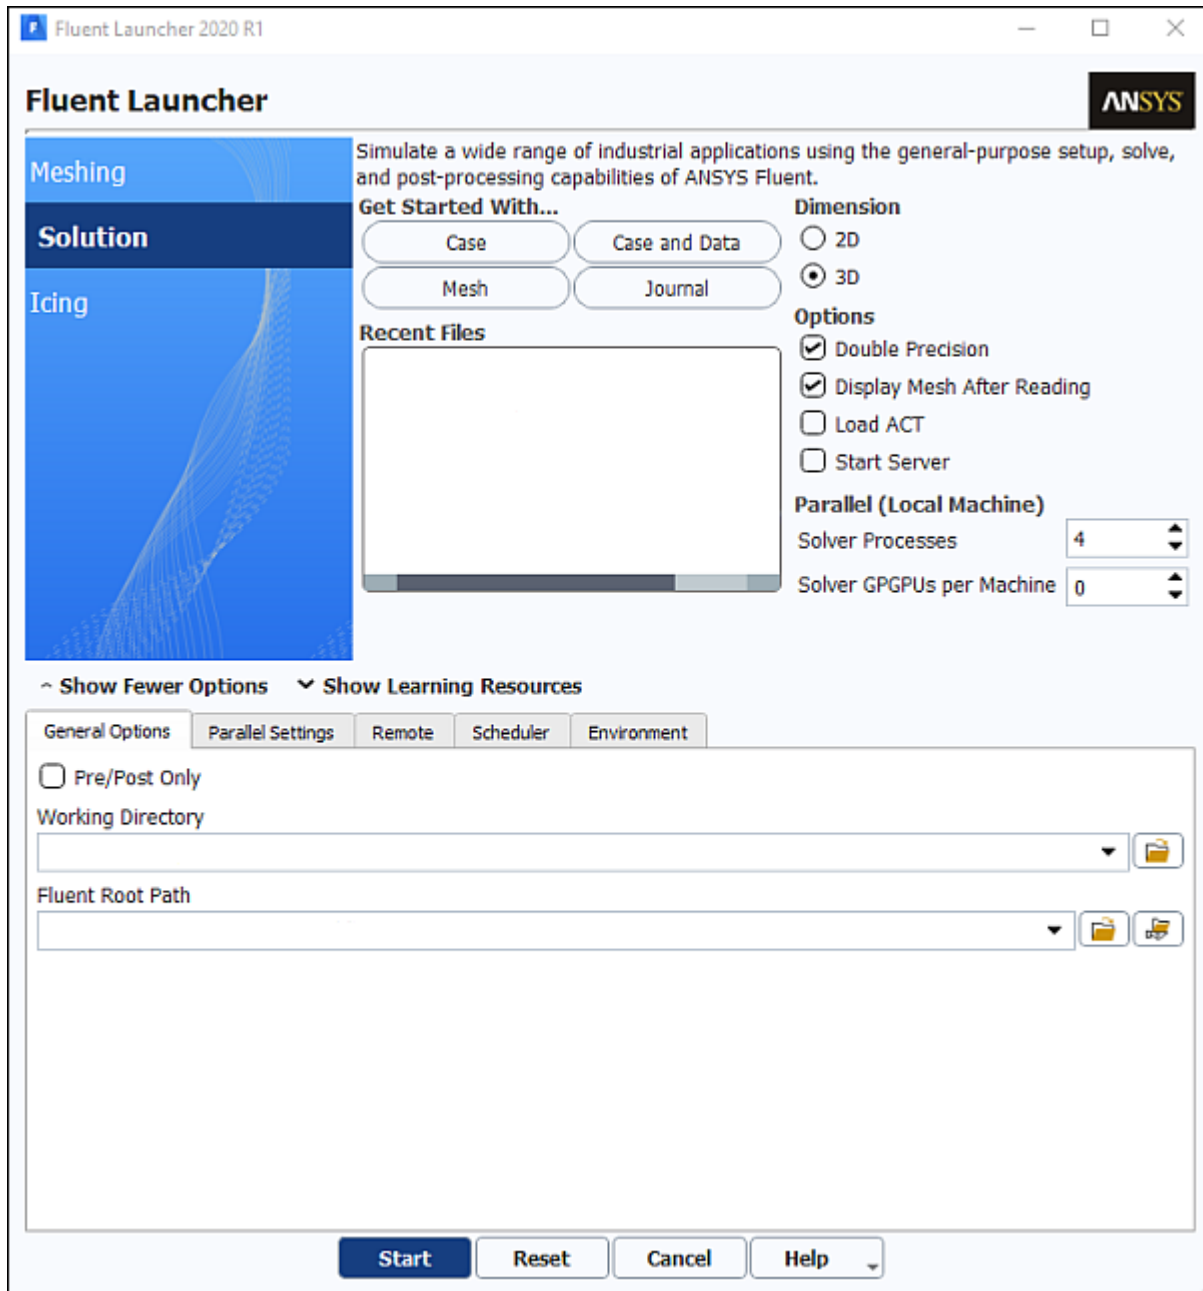 Fluent Launcher 2020 R1
Fluent Launcher
ANSYS
Meshing
Solution
Icing
Simulate a wide range of industrial applications using the general-purpose setup, solve,
and post-processing capabilities of ANSYS Fluent.
Get Started With...
Case
Case and Data
Mesh
Journal
Recent Files
Dimension
2D
3D
Options
Double Precision
Display Mesh After Reading
Load ACT
Start Server
Parallel (Local Machine)
Solver Processes 4
Solver GPGPUs per Machine 0
Show Fewer Options Show Learning Resources
General Options Parallel Settings Remote Scheduler Environment
Pre/Post Only
Working Directory
Fluent Root Path
Start Reset Cancel Help